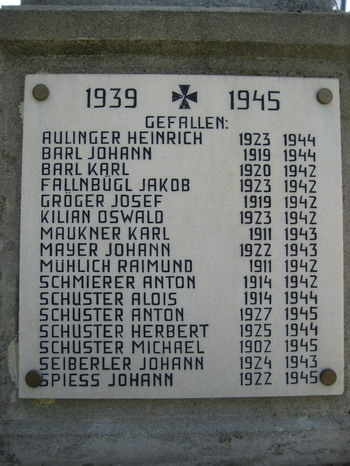 1939 1945
GEFALLEN:
AULINGER HEINRICH 1923 1944
BARL JOHANN 1919 1944
BARL KARL 1920 1942
FALLNBÜGL JAKOB 1923 1942
GRÖGER JOSEF 1919 1942
KILIAN OSWALD 1923 1942
MAUKNER KARL 1911 1943
MAYER JOHANN 1922 1943
MÜHLICH RAIMUND 1911 1942
SCHMIERER ANTON 1914 1942
SCHUSTER ALOIS 1914 1944
SCHUSTER ANTON 1927 1945
SCHUSTER HERBERT 1925 1944
SCHUSTER MICHAEL 1902 1945
SEIBERLER JOHANN 1924 1943
SPIESS JOHANN 1922 1945